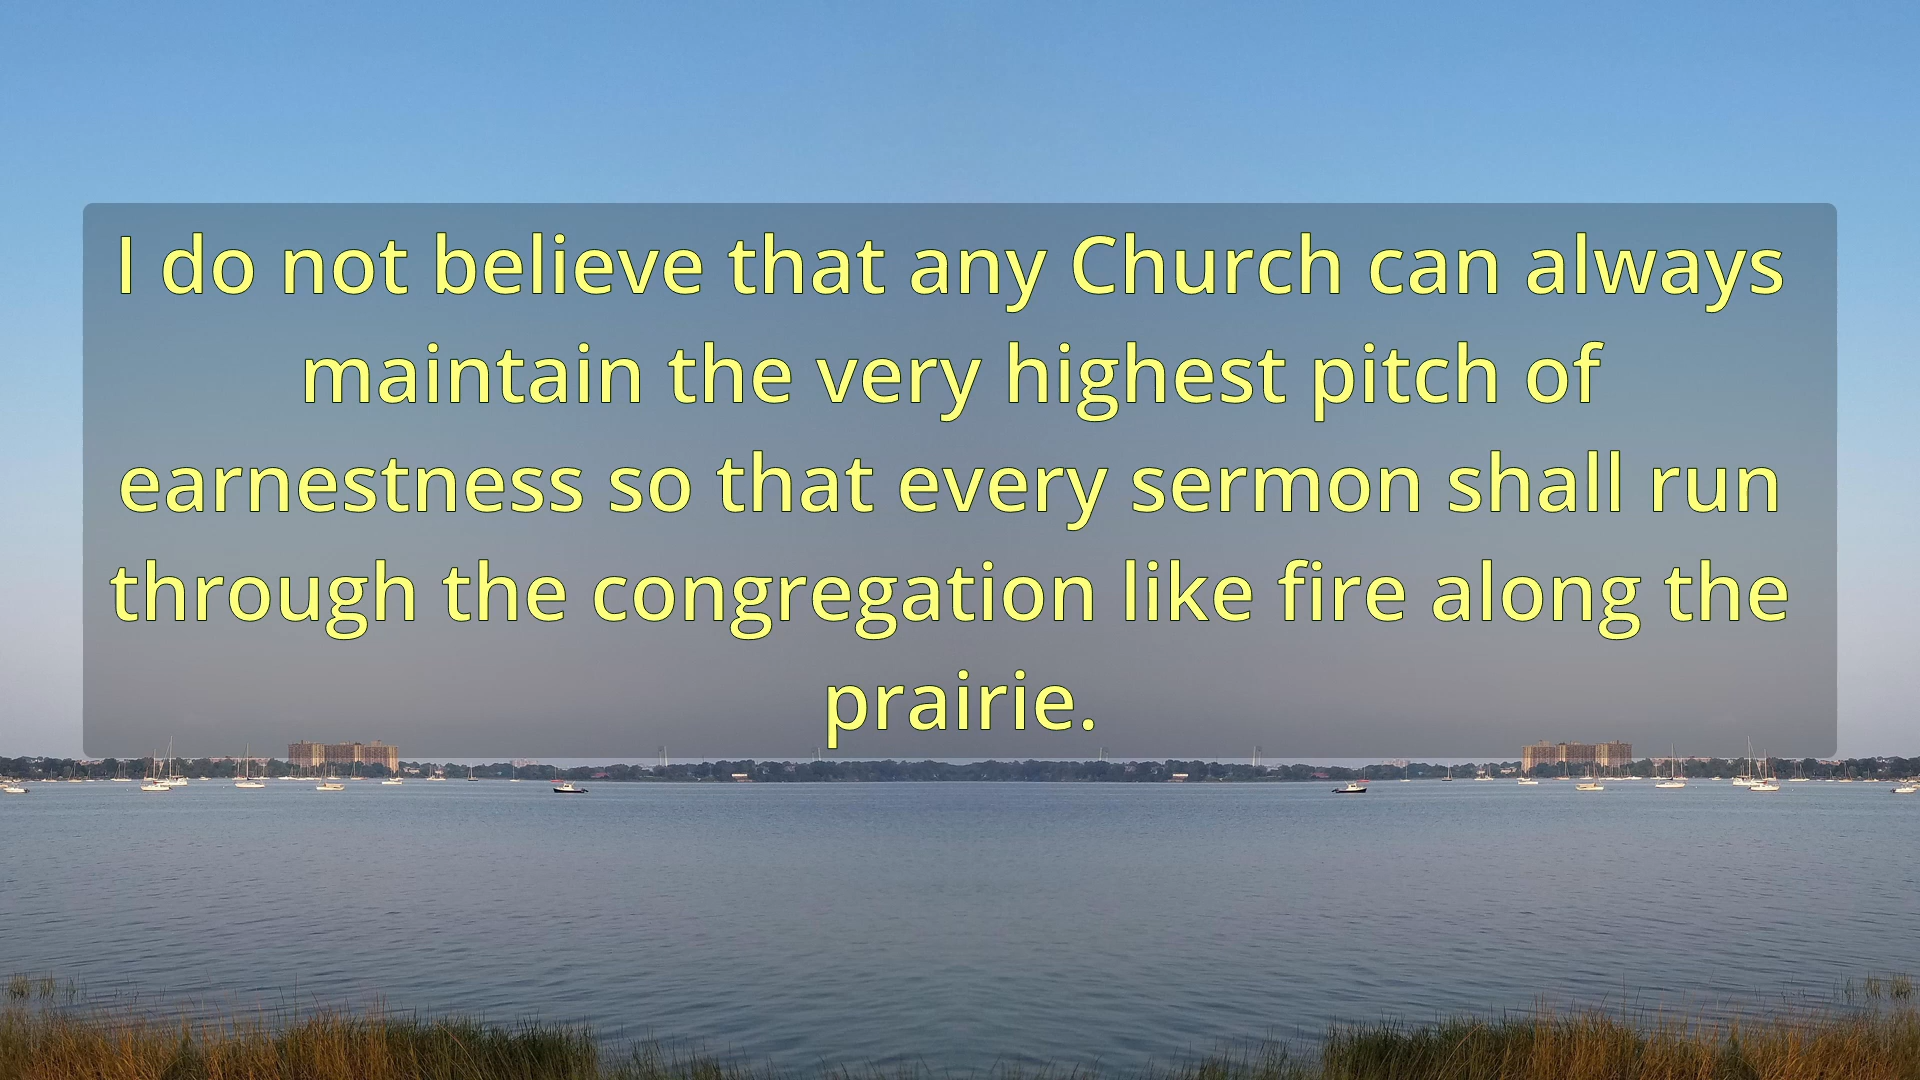 I do not believe that any Church can always
maintain the very highest pitch of
earnestness so that every sermon shall run
through the congregation like fire along the
prairie.